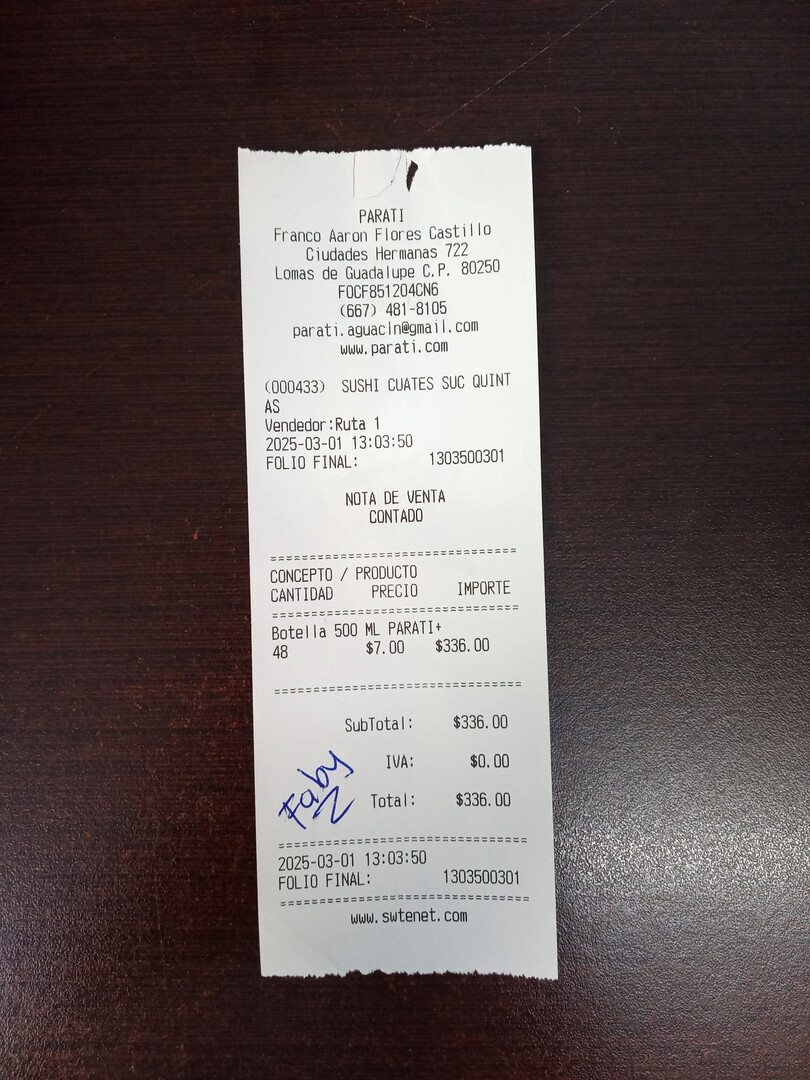 PARATI
Franco Aaron Flores Castillo
Ciudades Hermanas 722
Lomas de Guadalupe C.P. 80250
FOCF851204CN6
(667) 481-8105
parati.aguacln@gmail.com
www.parati.com
(000433)  SUSHI CUATES SUC QUINT
AS
Vendedor:Ruta 1
2025-03-01 13:03:50
FOLIO FINAL: 1303500301
NOTA DE VENTA
CONTADO
================================
CONCEPTO / PRODUCTO
CANTIDAD PRECIO IMPORTE
================================
Botella 500 ML PARATI+
48 $7.00 $336.00
================================
SubTotal: $336.00
IVA: $0.00
Faby Z
Total: $336.00
================================
2025-03-01 13:03:50
FOLIO FINAL: 1303500301
================================
www.swtenet.com